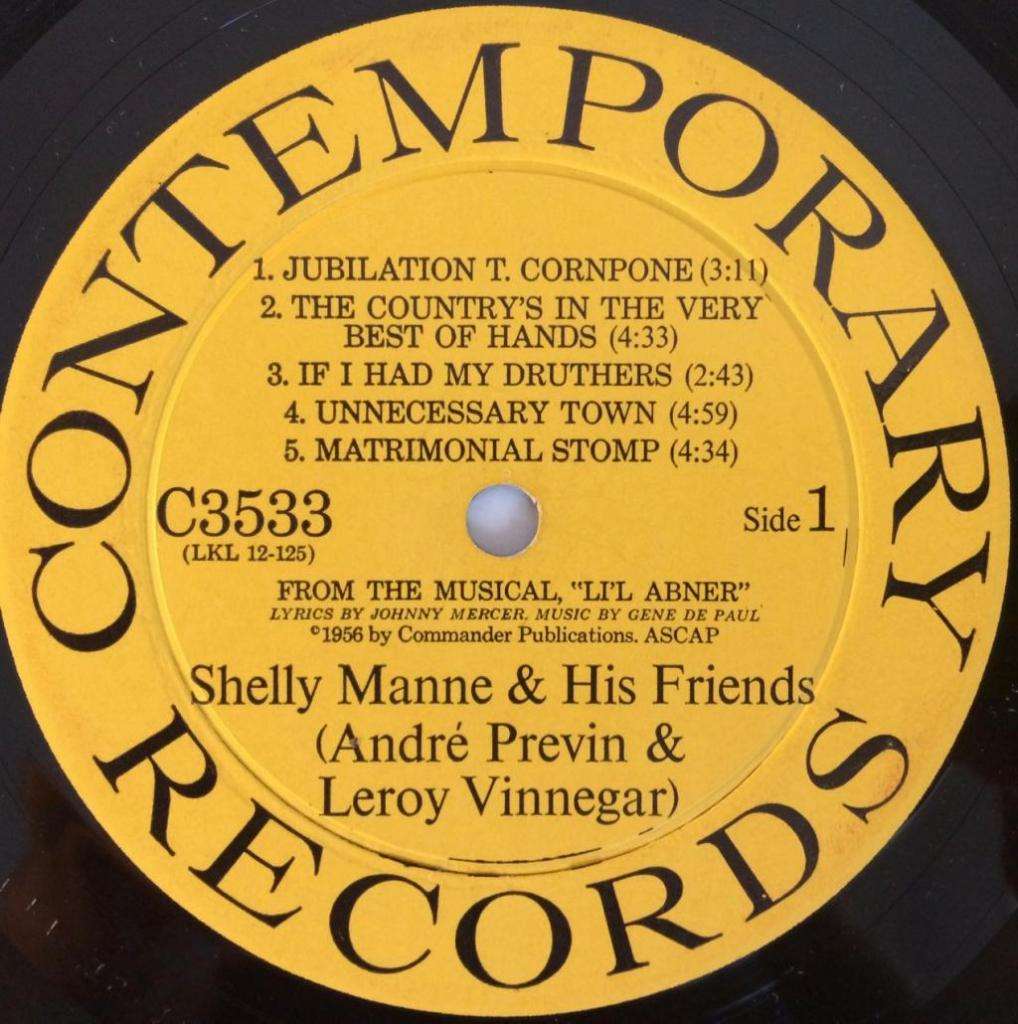 CONTEMPORARY
1. JUBILATION T. CORNPONE (3:11)
2. THE COUNTRY'S IN THE VERY
BEST OF HANDS (4:33)
3. IF I HAD MY DRUTHERS (2:43)
4. UNNECESSARY TOWN (4:59)
5. MATRIMONIAL STOMP (4:34)
C3533
(LKL 12-125)
Side 1
FROM THE MUSICAL, "LI'L ABNER"
LYRICS BY JOHNNY MERCER. MUSIC BY GENE DE PAUL
©1956 by Commander Publications. ASCAP
Shelly Manne & His Friends
(André Previn &
Leroy Vinnegar)
RECORDS